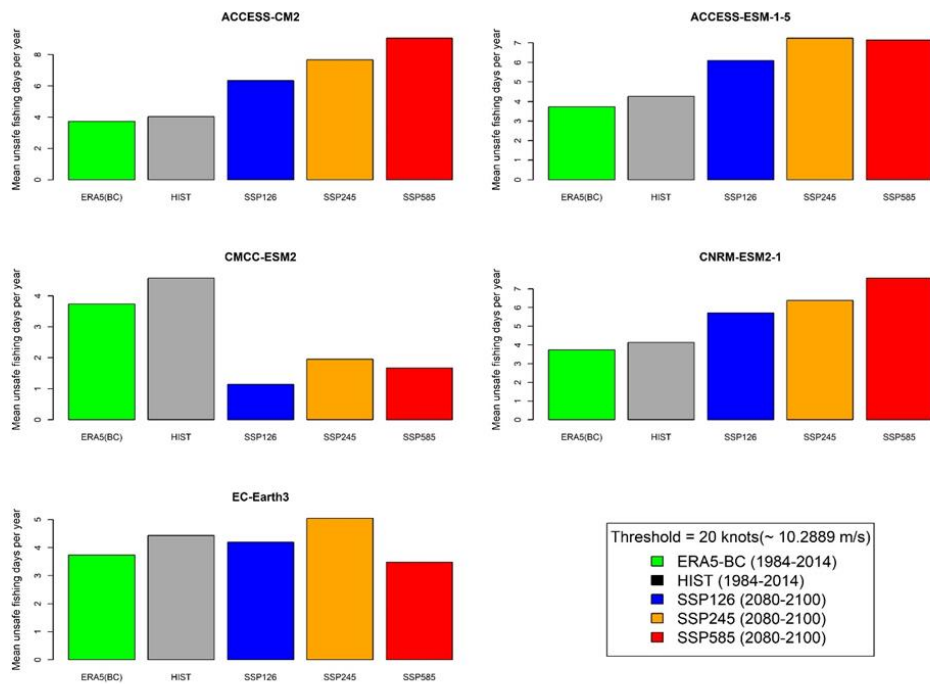 ACCESS-CM2
Mean unsafe fishing days per year
0 2 4 6 8
ERA5(BC) HIST SSP126 SSP245 SSP585
ACCESS-ESM-1-5
Mean unsafe fishing days per year
0 1 2 3 4 5 6 7
ERA5(BC) HIST SSP126 SSP245 SSP585
CMCC-ESM2
Mean unsafe fishing days per year
0 1 2 3 4
ERA5(BC) HIST SSP126 SSP245 SSP585
CNRM-ESM2-1
Mean unsafe fishing days per year
0 1 2 3 4 5 6 7
ERA5(BC) HIST SSP126 SSP245 SSP585
EC-Earth3
Mean unsafe fishing days per year
0 1 2 3 4 5
ERA5(BC) HIST SSP126 SSP245 SSP585
Threshold = 20 knots(~ 10.2889 m/s)
ERA5-BC (1984-2014)
HIST (1984-2014)
SSP126 (2080-2100)
SSP245 (2080-2100)
SSP585 (2080-2100)